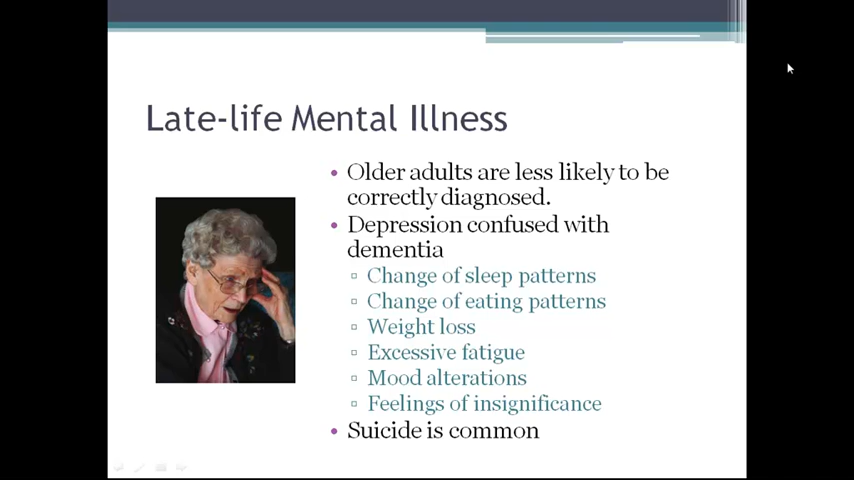 Late-life Mental Illness
• Older adults are less likely to be
correctly diagnosed.
• Depression confused with
dementia
▫ Change of sleep patterns
▫ Change of eating patterns
▫ Weight loss
▫ Excessive fatigue
▫ Mood alterations
▫ Feelings of insignificance
• Suicide is common